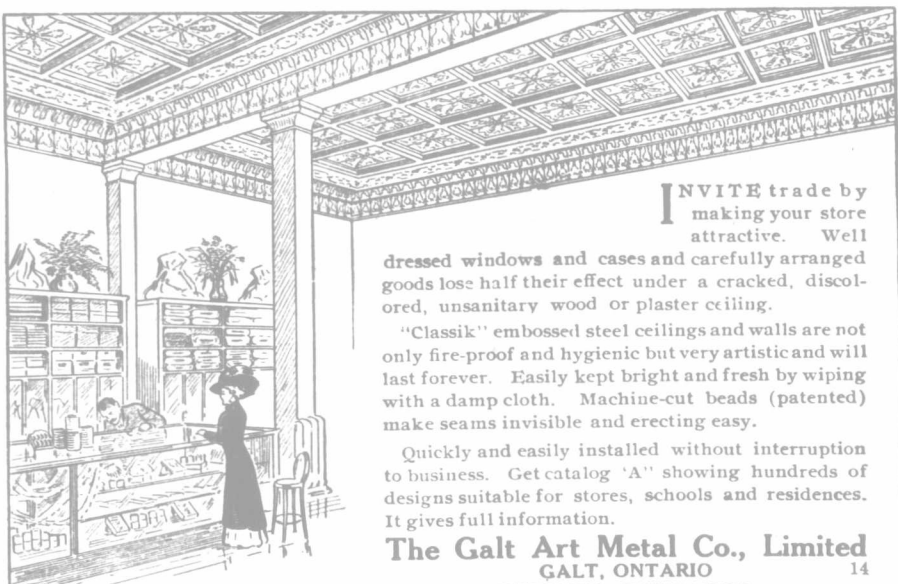 INVITE trade by
making your store
attractive. Well
dressed windows and cases and carefully arranged
goods lose half their effect under a cracked, discol-
ored, unsanitary wood or plaster ceiling.
"Classik" embossed steel ceilings and walls are not
only fire-proof and hygienic but very artistic and will
last forever. Easily kept bright and fresh by wiping
with a damp cloth. Machine-cut beads (patented)
make seams invisible and erecting easy.
Quickly and easily installed without interruption
to business. Get catalog 'A" showing hundreds of
designs suitable for stores, schools and residences.
It gives full information.
The Galt Art Metal Co., Limited
GALT, ONTARIO 14